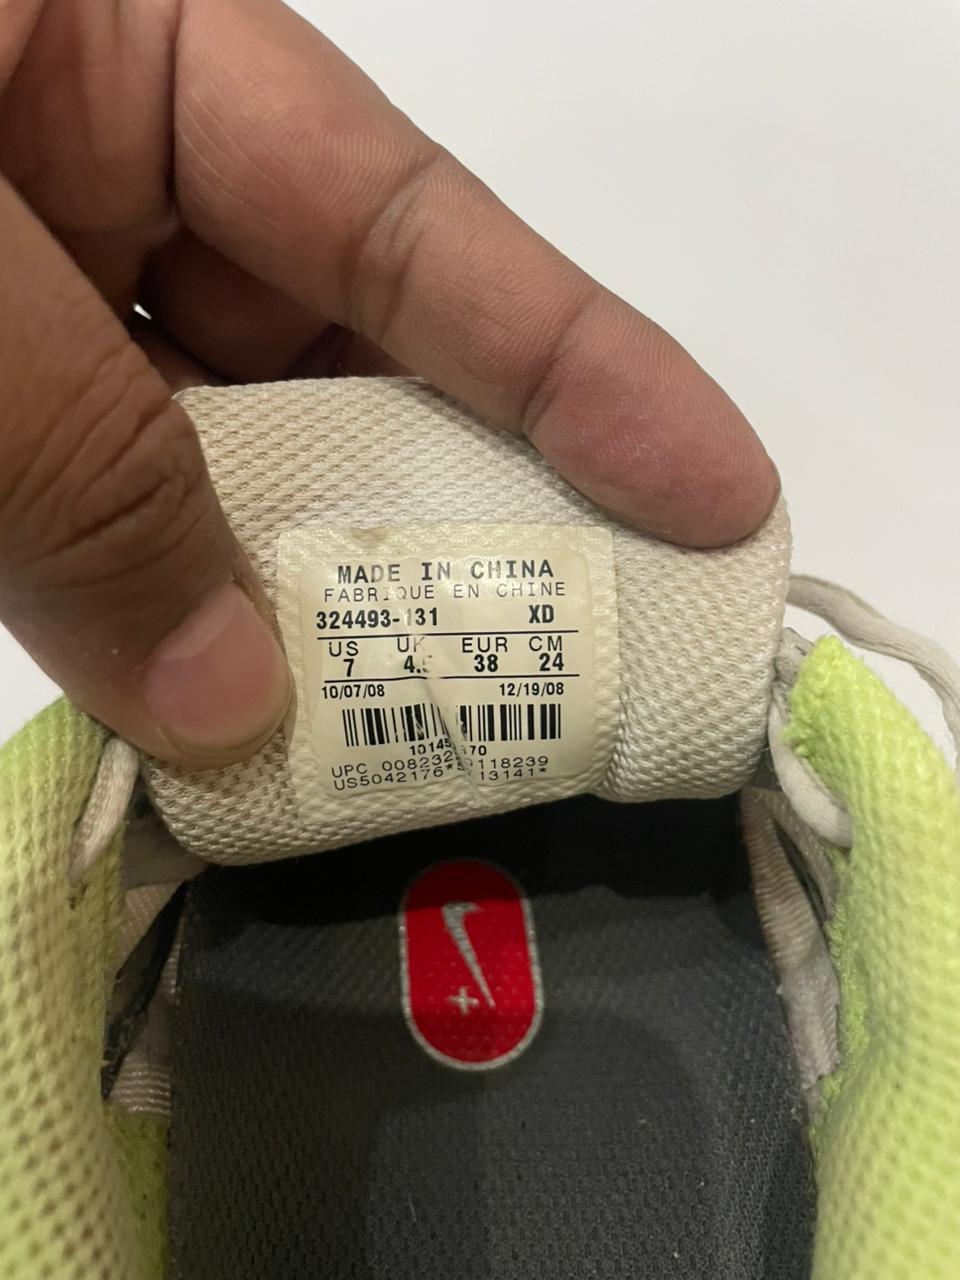 MADE IN CHINA
FABRIQUE EN CHINE
324493-131 XD
US UK EUR CM
7 4.5 38 24
10/07/08 12/19/08
US5042176*